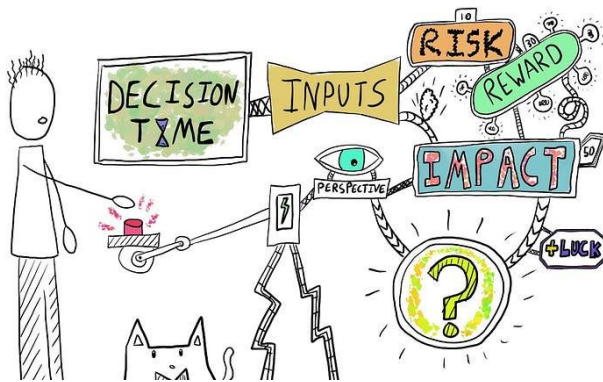 DECISION
TIME
INPUTS
10
RISK
REWARD
PERSPECTIVE
IMPACT
50
?
+LUCK